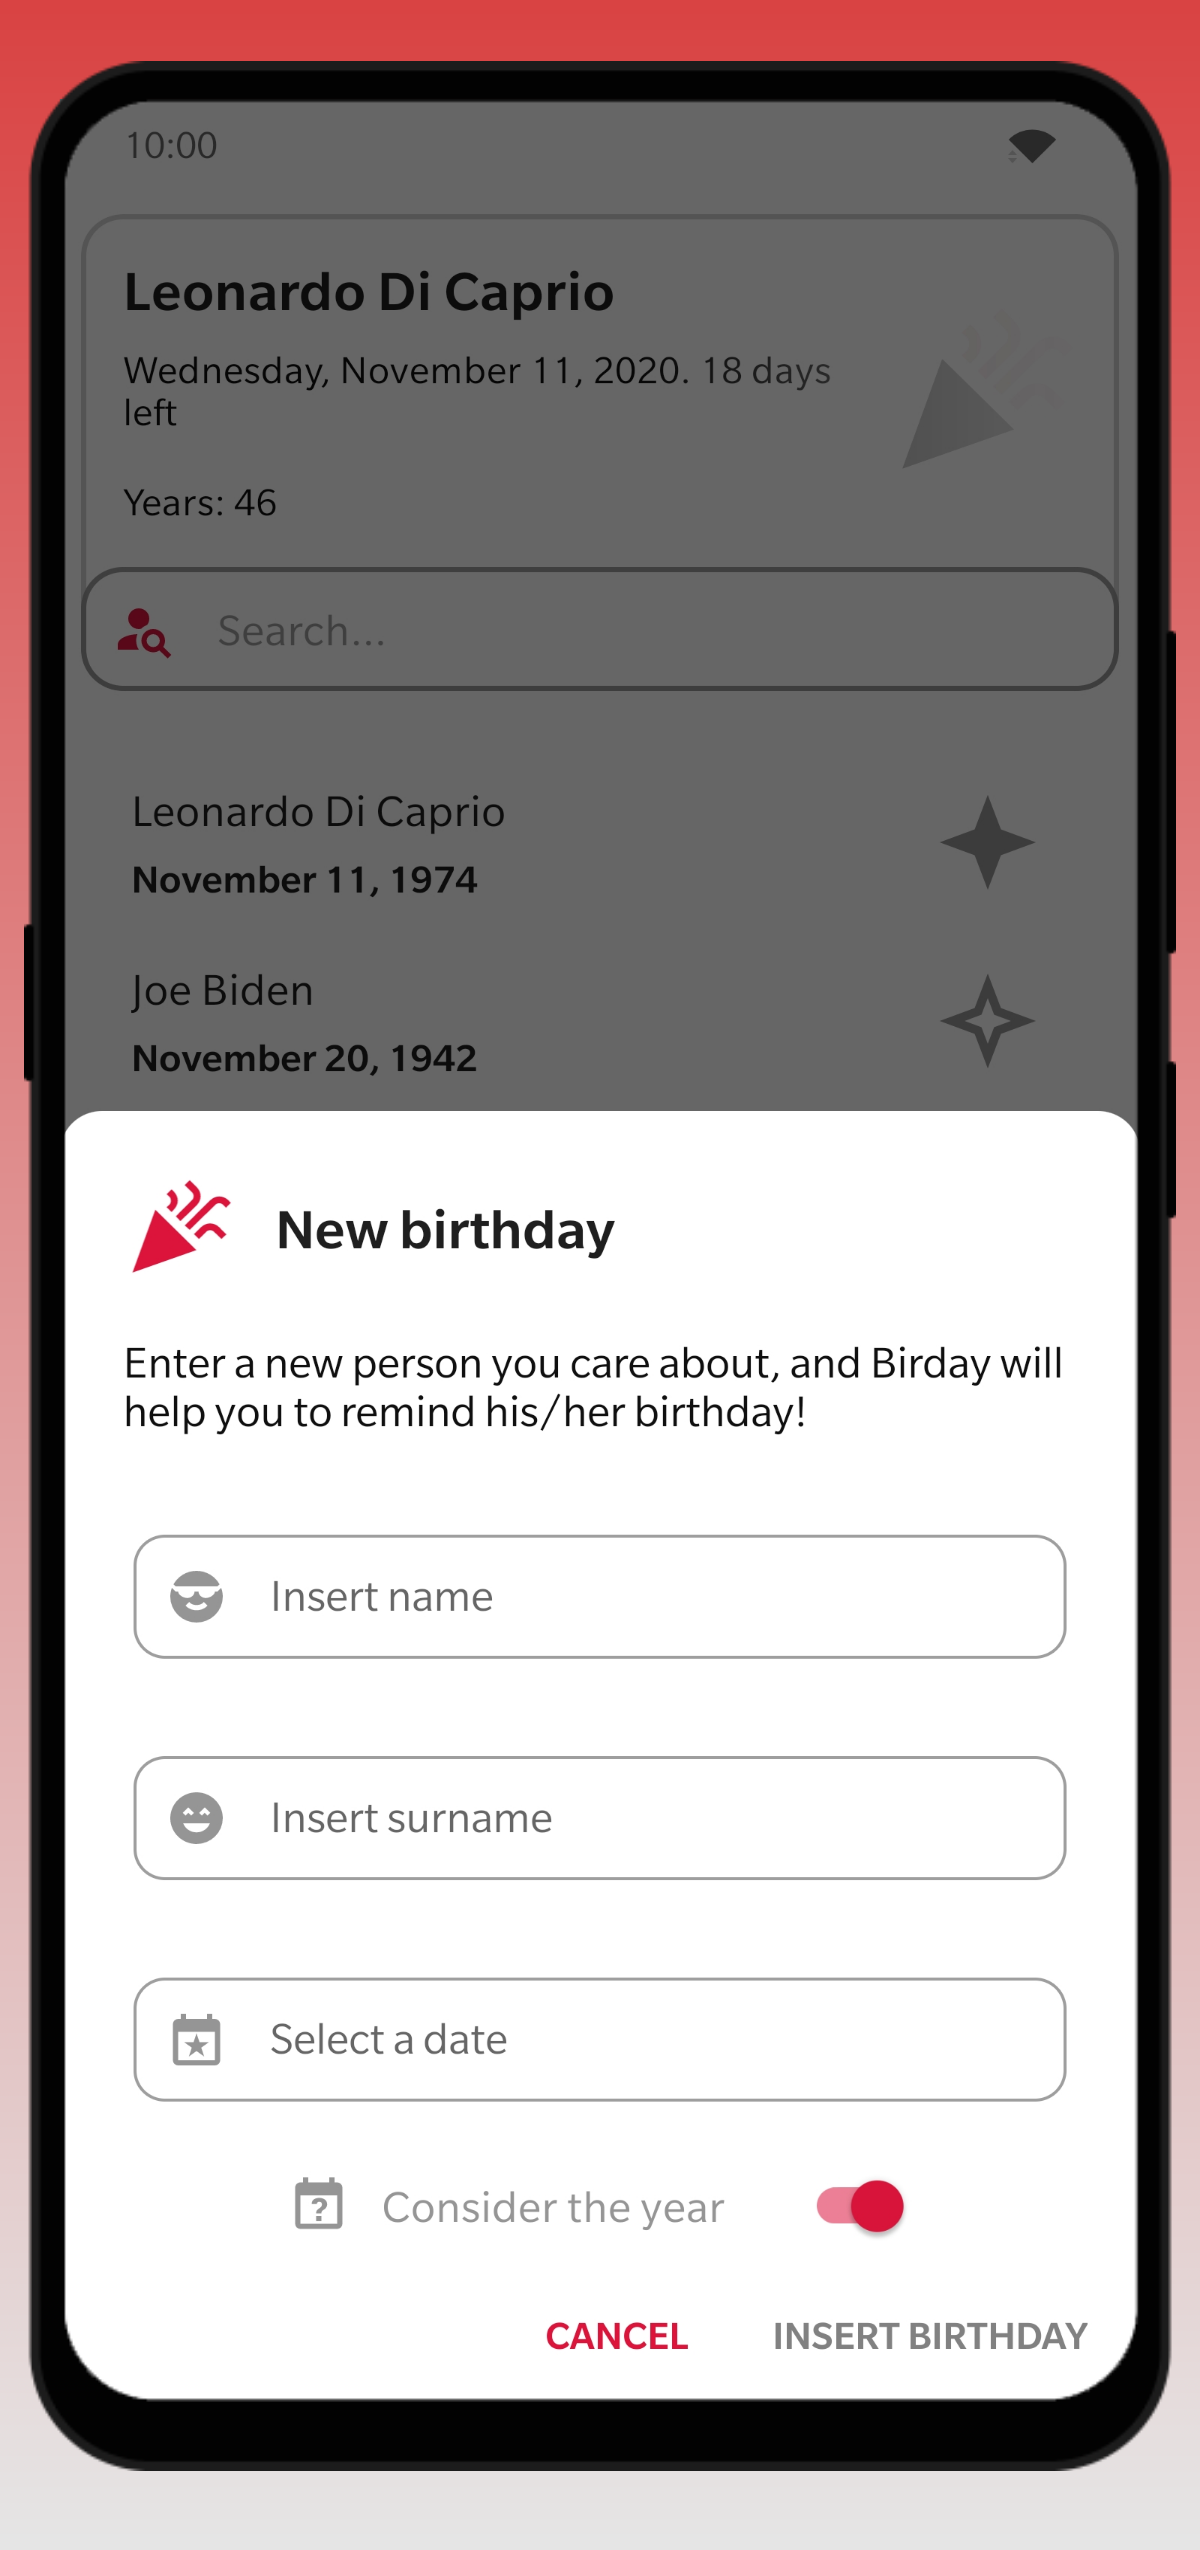 10:00
Leonardo Di Caprio
Wednesday, November 11, 2020. 18 days
left
Years: 46
Search...
Leonardo Di Caprio
November 11, 1974
Joe Biden
November 20, 1942
New birthday
Enter a new person you care about, and Birday will
help you to remind his/her birthday!
Insert name
Insert surname
Select a date
? Consider the year
CANCEL INSERT BIRTHDAY